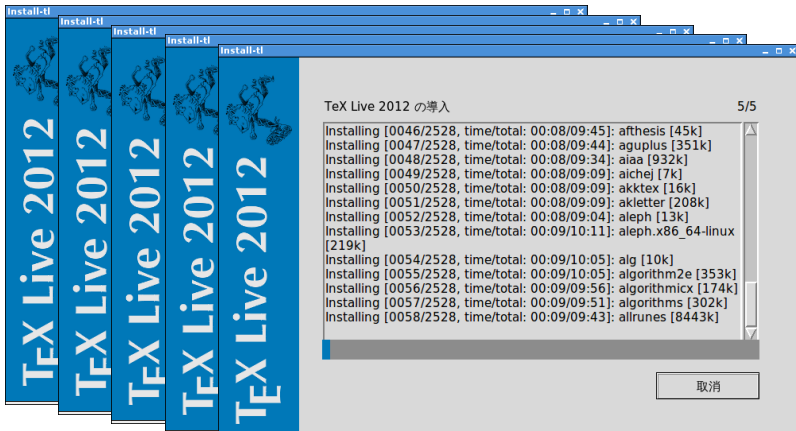 Install-tl
Install-tl
Install-tl
Install-tl
Install-tl
TeX Live 2012
TeX Live 2012
TeX Live 2012
TeX Live 2012
TeX Live 2012
TeX Live 2012 の導入
5/5
Installing [0046/2528, time/total: 00:08/09:45]: afthesis [45k]
Installing [0047/2528, time/total: 00:08/09:44]: aguplus [351k]
Installing [0048/2528, time/total: 00:08/09:34]: aiaa [932k]
Installing [0049/2528, time/total: 00:08/09:09]: aichej [7k]
Installing [0050/2528, time/total: 00:08/09:09]: akktex [16k]
Installing [0051/2528, time/total: 00:08/09:09]: akletter [208k]
Installing [0052/2528, time/total: 00:08/09:04]: aleph [13k]
Installing [0053/2528, time/total: 00:09/10:11]: aleph.x86_64-linux
[219k]
Installing [0054/2528, time/total: 00:09/10:05]: alg [10k]
Installing [0055/2528, time/total: 00:09/10:05]: algorithm2e [353k]
Installing [0056/2528, time/total: 00:09/09:56]: algorithmicx [174k]
Installing [0057/2528, time/total: 00:09/09:51]: algorithms [302k]
Installing [0058/2528, time/total: 00:09/09:43]: allrunes [8443k]
取消